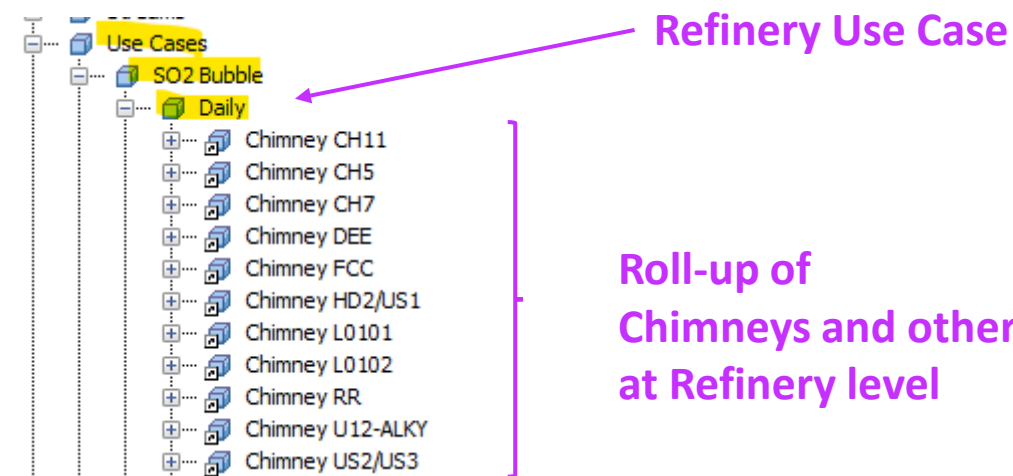 Use Cases
Refinery Use Case
SO2 Bubble
Daily
Chimney CH11
Chimney CH5
Chimney CH7
Chimney DEE
Chimney FCC
Chimney HD2/US1
Chimney L0101
Chimney L0102
Chimney RR
Chimney U12-ALKY
Chimney US2/US3
Roll-up of
Chimneys and other
at Refinery level